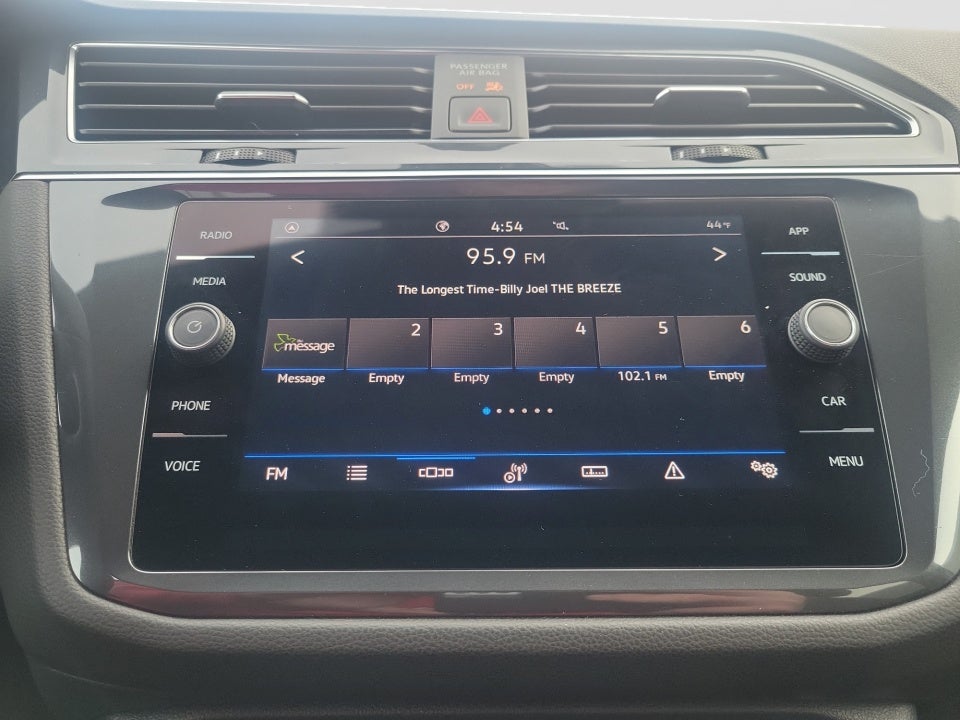 PASSENGER
AIR BAG
OFF
RADIO
MEDIA
PHONE
VOICE
4:54
44°F
95.9 FM
The Longest Time-Billy Joel THE BREEZE
message
2
3
4
5
6
Message
Empty
Empty
Empty
102.1 FM
Empty
FM
APP
SOUND
CAR
MENU